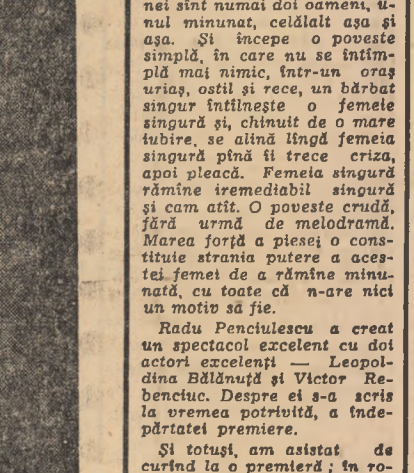 nei sînt numai doi oameni, u-
nul minunat, celălalt așa și
așa. Și începe o poveste
simplă, în care nu se întîm-
plă mai nimic, într-un oraș
uriaș, ostil și rece, un bărbat
singur întîlnește o femeie
singură și, chinuit de o mare
iubire, se alină lîngă femeia
singură pînă îi trece criza,
apoi pleacă. Femeia singură
rămîne iremediabil singură
și cam atît. O poveste crudă,
fără urmă de melodramă.
Marea forță a piesei o cons-
tituie strania putere a aces-
tei femei de a rămîne minu-
nată, cu toate că n-are nici
un motiv să fie.
Radu Penciulescu a creat
un spectacol excelent cu doi
actori excelenți — Leopol-
dina Bălănuță și Victor Re-
benciuc. Despre ei s-a scris
la vremea potrivită, a înde-
părtatei premiere.
Și totuși, am asistat de
curînd la o premieră ; în ro-